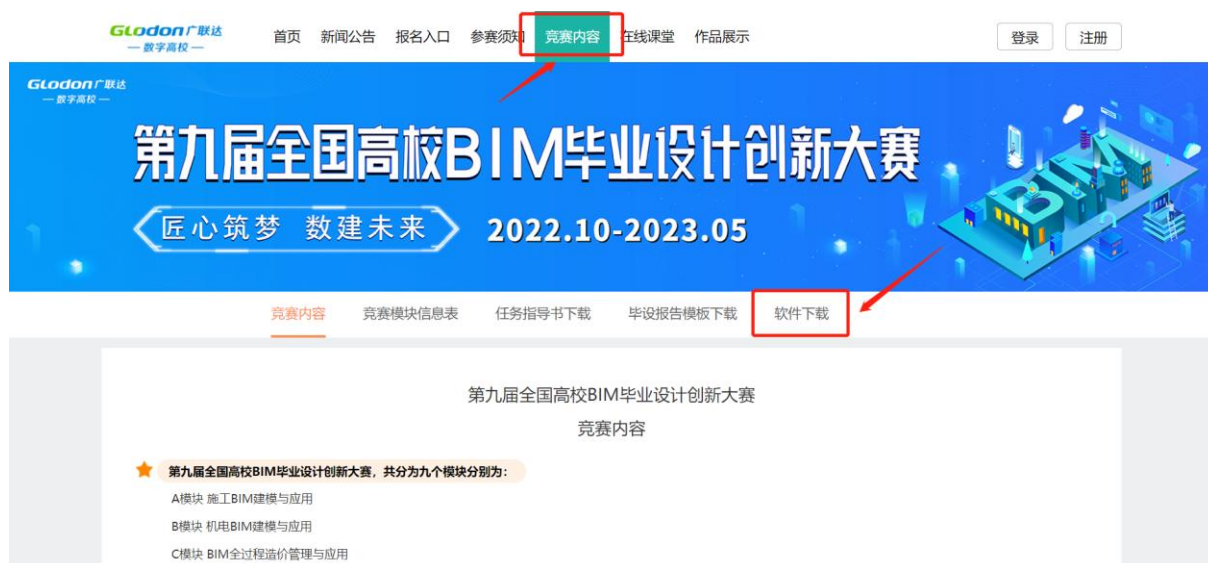 GLodon广联达
— 数字高校 —
首页 新闻公告 报名入口 参赛须知 竞赛内容 在线课堂 作品展示 登录 注册
GLodon广联达
— 数字高校 —
第九届全国高校BIM毕业设计创新大赛
匠心筑梦 数建未来 2022.10-2023.05
BIM
竞赛内容 竞赛模块信息表 任务指导书下载 毕设报告模板下载 软件下载
第九届全国高校BIM毕业设计创新大赛
竞赛内容
第九届全国高校BIM毕业设计创新大赛，共分为九个模块分别为：
A模块 施工BIM建模与应用
B模块 机电BIM建模与应用
C模块 BIM全过程造价管理与应用